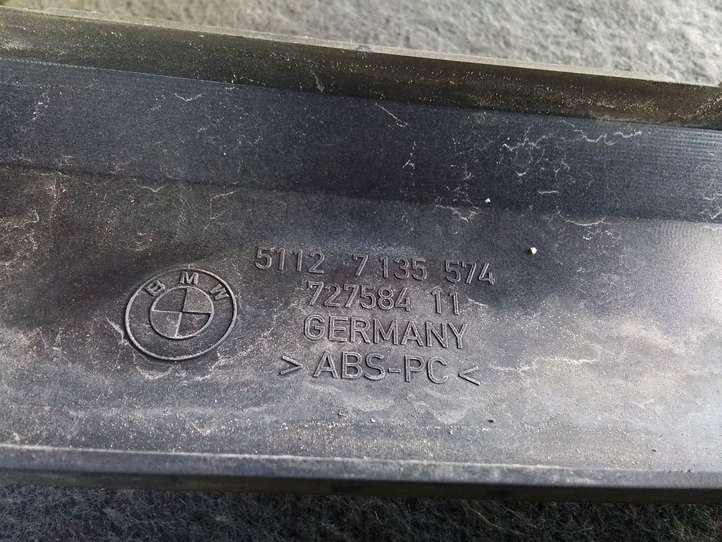 BMW
5112 7 135 574
727584 11
GERMANY
> ABS-PC <